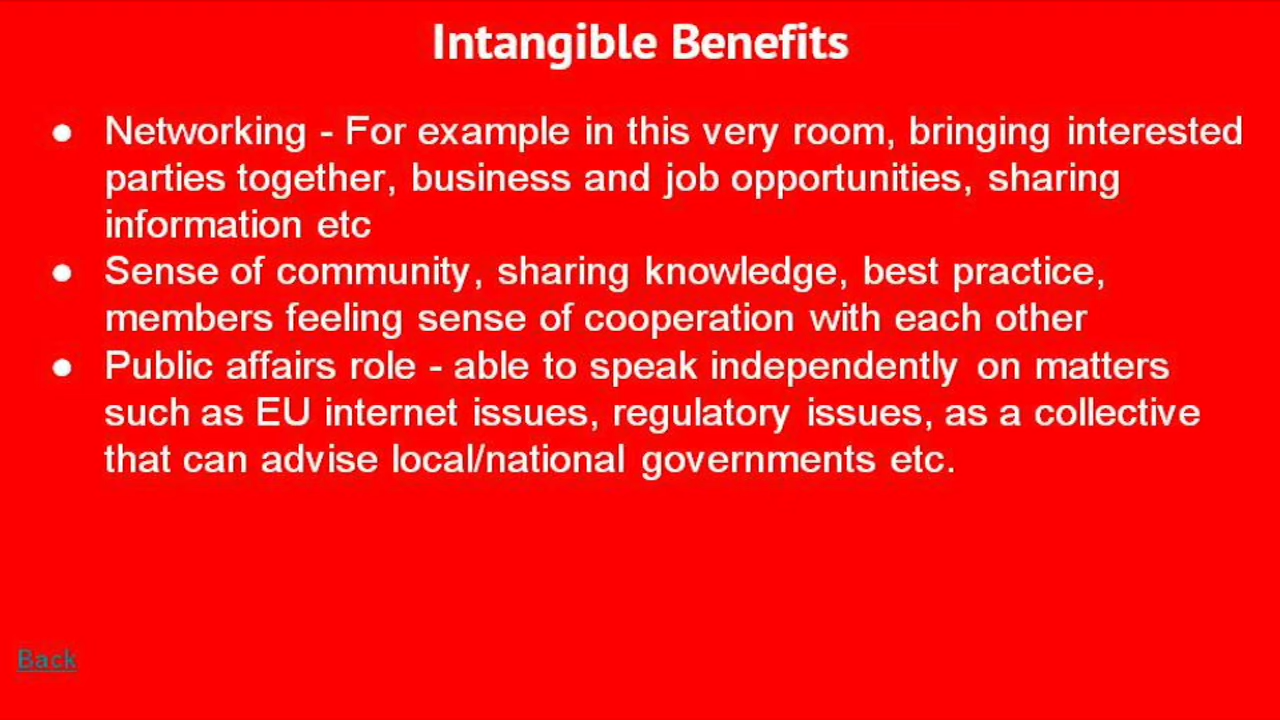 Intangible Benefits
● Networking - For example in this very room, bringing interested
parties together, business and job opportunities, sharing
information etc
● Sense of community, sharing knowledge, best practice,
members feeling sense of cooperation with each other
● Public affairs role - able to speak independently on matters
such as EU internet issues, regulatory issues, as a collective
that can advise local/national governments etc.
Back